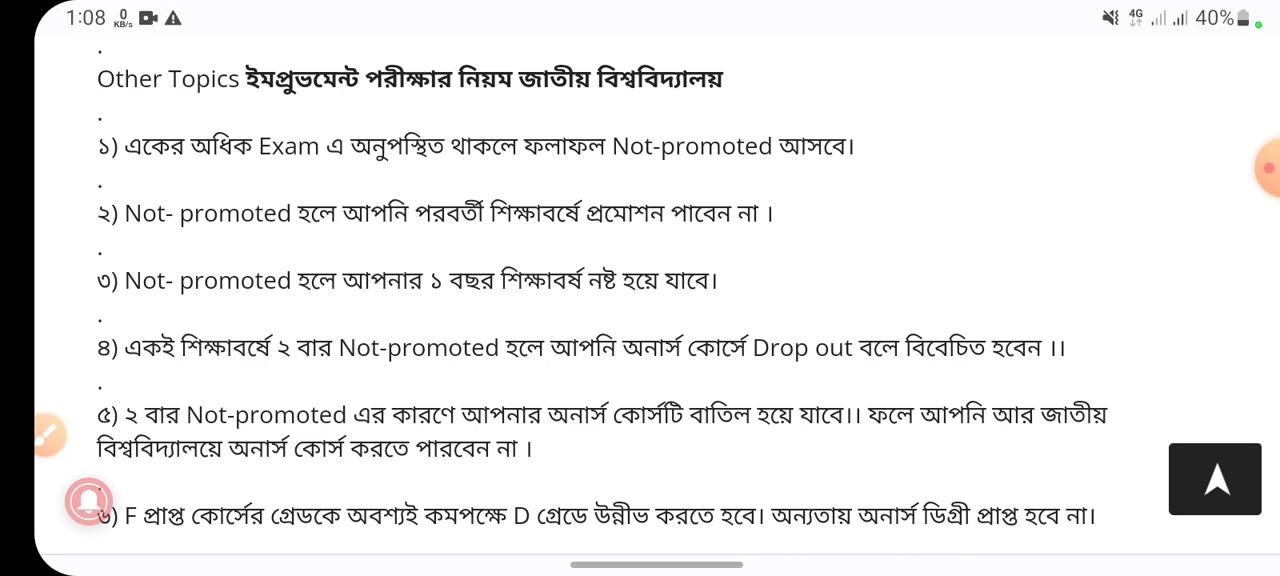 1:08 0 KB/s 4G 40%
.
Other Topics ইমপ্রুভমেন্ট পরীক্ষার নিয়ম জাতীয় বিশ্ববিদ্যালয়
.
১) একের অধিক Exam এ অনুপস্থিত থাকলে ফলাফল Not-promoted আসবে।
.
২) Not- promoted হলে আপনি পরবর্তী শিক্ষাবর্ষে প্রমোশন পাবেন না ।
.
৩) Not- promoted হলে আপনার ১ বছর শিক্ষাবর্ষ নষ্ট হয়ে যাবে।
.
৪) একই শিক্ষাবর্ষে ২ বার Not-promoted হলে আপনি অনার্স কোর্সে Drop out বলে বিবেচিত হবেন ।।
.
৫) ২ বার Not-promoted এর কারণে আপনার অনার্স কোর্সটি বাতিল হয়ে যাবে।। ফলে আপনি আর জাতীয়
বিশ্ববিদ্যালয়ে অনার্স কোর্স করতে পারবেন না ।
.
৬) F প্রাপ্ত কোর্সের গ্রেডকে অবশ্যই কমপক্ষে D গ্রেডে উন্নীভ করতে হবে। অন্যতায় অনার্স ডিগ্রী প্রাপ্ত হবে না।